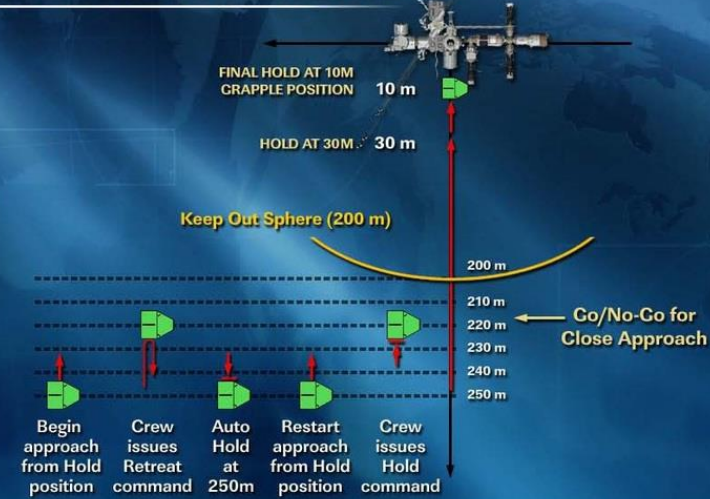 FINAL HOLD AT 10M
GRAPPLE POSITION
10 m
HOLD AT 30M
30 m
Keep Out Sphere (200 m)
200 m
210 m
220 m
230 m
240 m
250 m
Go/No-Go for
Close Approach
Begin
approach
from Hold
position
Crew
issues
Retreat
command
Auto
Hold
at
250m
Restart
approach
from Hold
position
Crew
issues
Hold
command